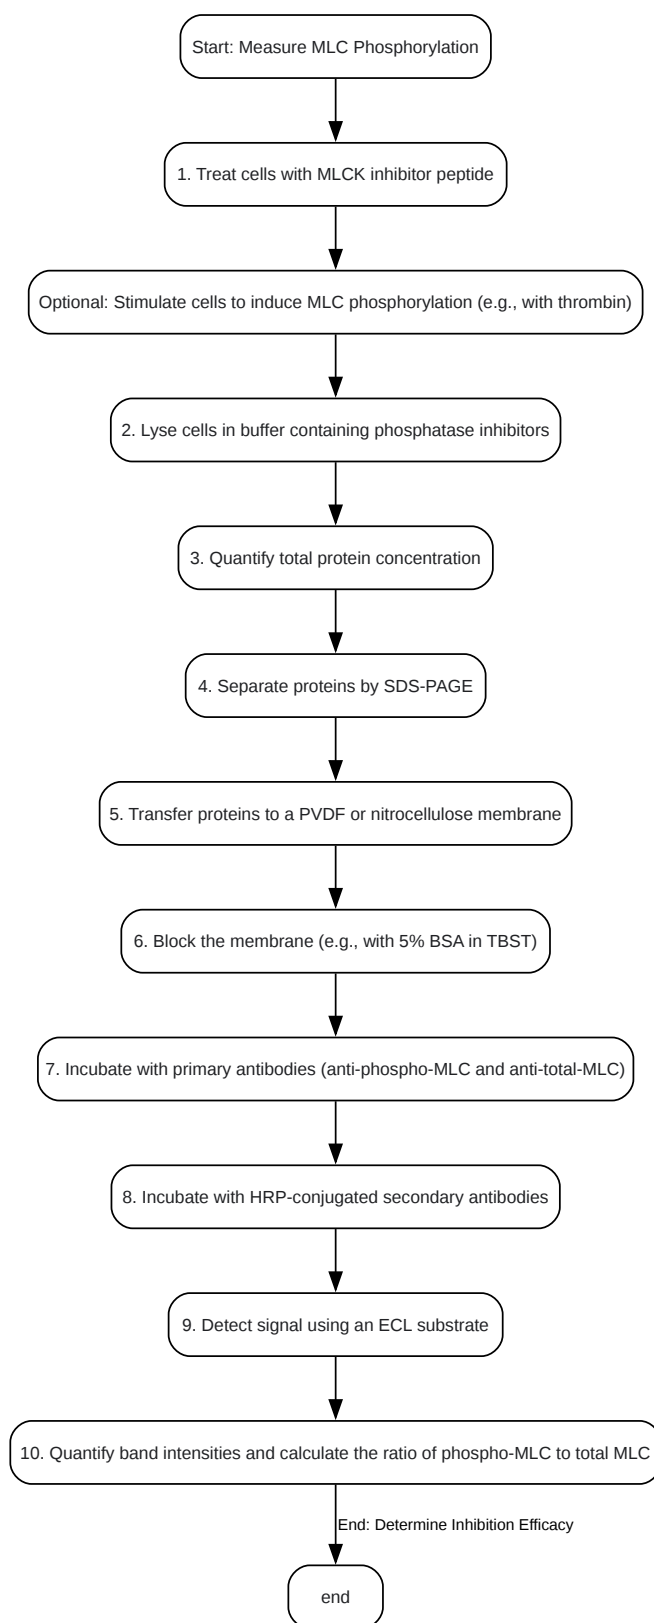 Start: Measure MLC Phosphorylation
1. Treat cells with MLCK inhibitor peptide
Optional: Stimulate cells to induce MLC phosphorylation (e.g., with thrombin)
2. Lyse cells in buffer containing phosphatase inhibitors
3. Quantify total protein concentration
4. Separate proteins by SDS-PAGE
5. Transfer proteins to a PVDF or nitrocellulose membrane
6. Block the membrane (e.g., with 5% BSA in TBST)
7. Incubate with primary antibodies (anti-phospho-MLC and anti-total-MLC)
8. Incubate with HRP-conjugated secondary antibodies
9. Detect signal using an ECL substrate
10. Quantify band intensities and calculate the ratio of phospho-MLC to total MLC
End: Determine Inhibition Efficacy
end